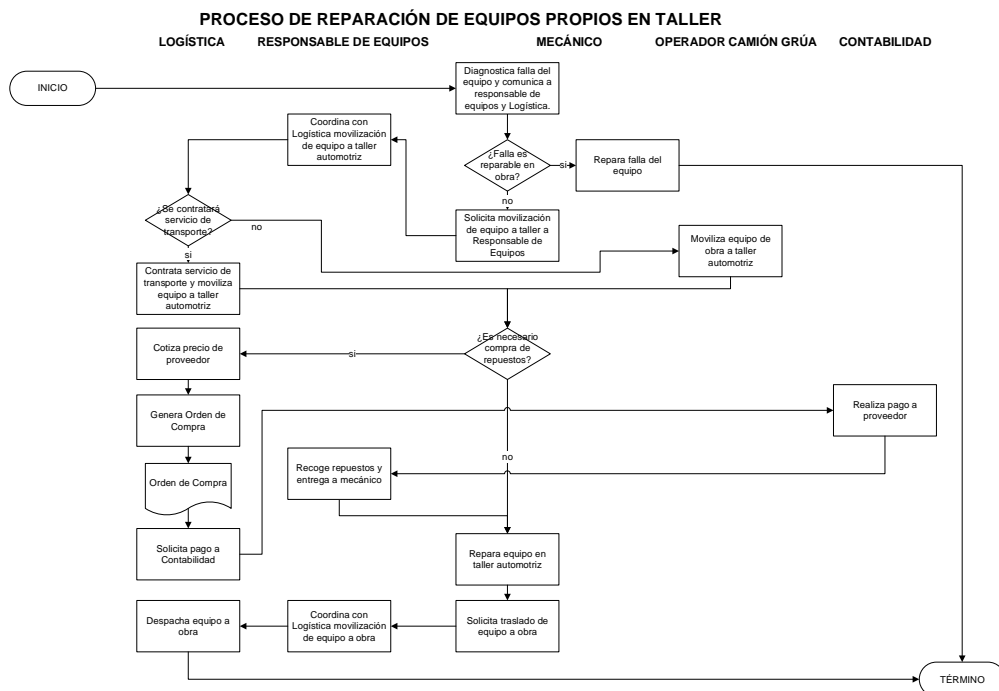 PROCESO DE REPARACIÓN DE EQUIPOS PROPIOS EN TALLER
LOGÍSTICA
RESPONSABLE DE EQUIPOS
MECÁNICO
OPERADOR CAMIÓN GRÚA
CONTABILIDAD
INICIO
Diagnostica falla del
equipo y comunica a
responsable de
equipos y Logística.
Coordina con
Logística movilización
de equipo a taller
automotriz
¿Falla es
reparable en
obra?
si
Repara falla del
equipo
no
Solicita movilización
de equipo a taller a
Responsable de
Equipos
¿Se contratará
servicio de
transporte?
no
si
Moviliza equipo de
obra a taller
automotriz
Contrata servicio de
transporte y moviliza
equipo a taller
automotriz
¿Es necesario
compra de
repuestos?
si
Cotiza precio de
proveedor
Genera Orden de
Compra
Realiza pago a
proveedor
no
Recoge repuestos y
entrega a mecánico
Orden de Compra
Solicita pago a
Contabilidad
Repara equipo en
taller automotriz
Solicita traslado de
equipo a obra
Coordina con
Logística movilización
de equipo a obra
Despacha equipo a
obra
TÉRMINO